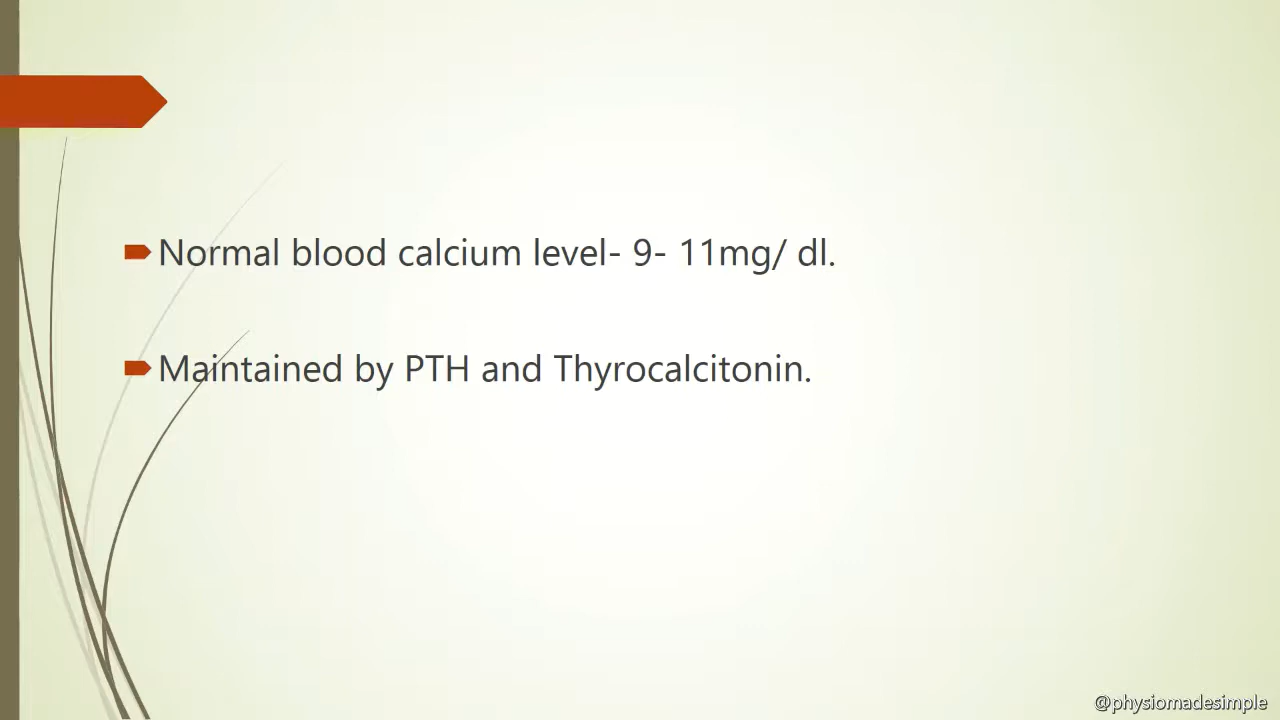 Normal blood calcium level- 9- 11mg/ dl.
Maintained by PTH and Thyrocalcitonin.
@physiomadesimple